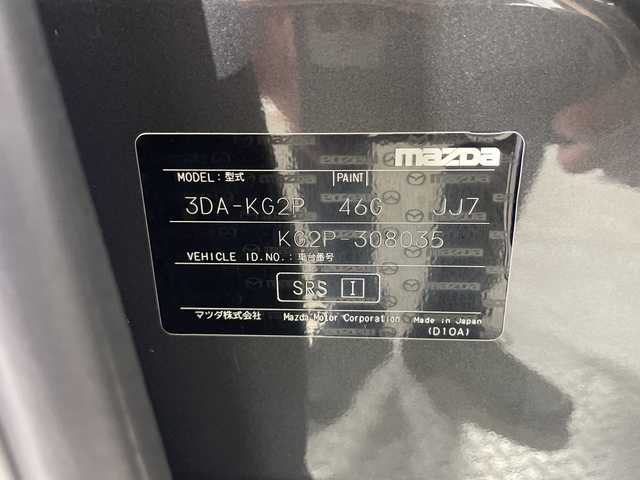 mazda
MODEL:型式 PAINT
3DA-KG2P 46G JJ7
KG2P-308035
VEHICLE ID.NO.:車台番号
SRS I
マツダ株式会社 Mazda Motor Corporation Made in Japan
(D10A)